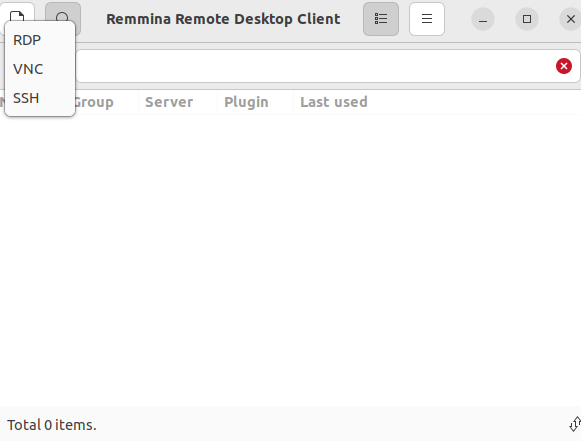 Remmina Remote Desktop Client
RDP
VNC
SSH
Group Server Plugin Last used
Total 0 items.